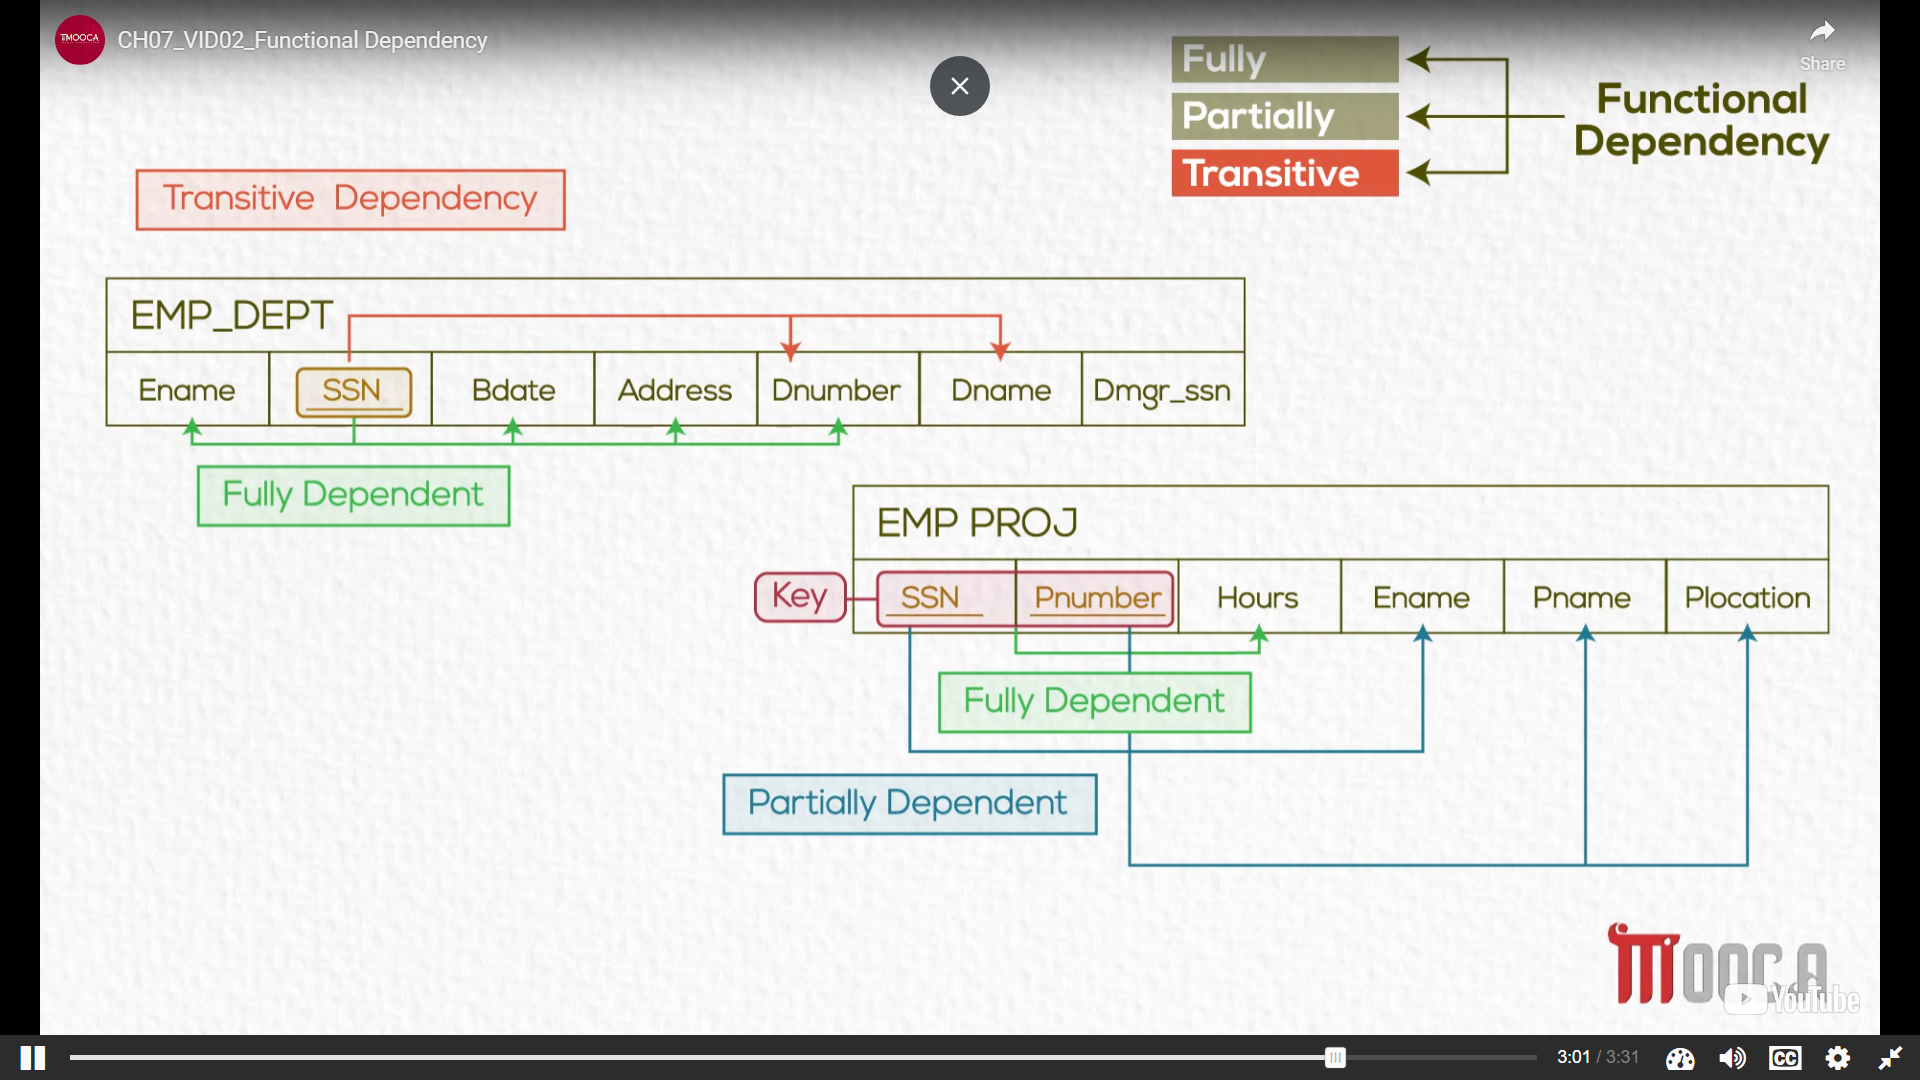 TMOOCA
CH07_VID02_Functional Dependency
Share
Fully
Partially
Transitive
Functional
Dependency
Transitive Dependency
EMP_DEPT
Ename SSN Bdate Address Dnumber Dname Dmgr_ssn
Fully Dependent
EMP PROJ
Key SSN Pnumber Hours Ename Pname Plocation
Fully Dependent
Partially Dependent
MOOCA
YouTube
3:01 / 3:31
CC